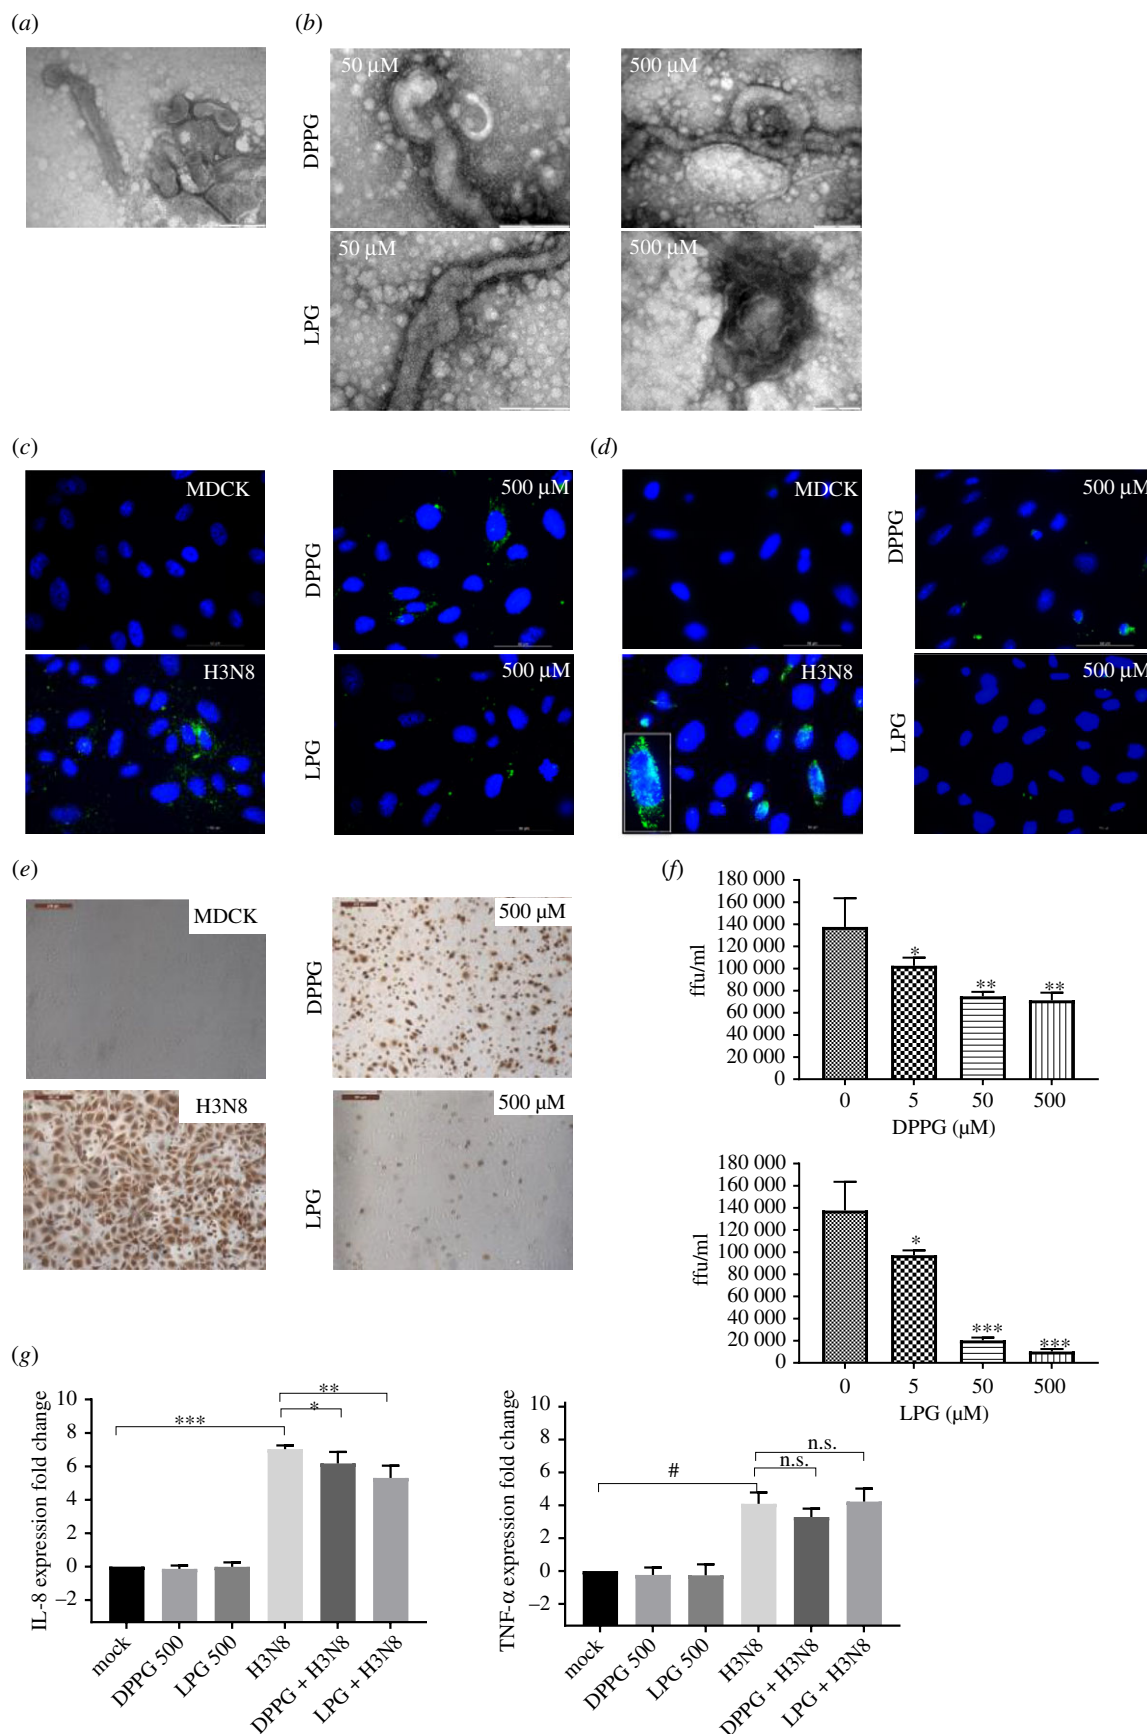 (a)
(b)
50 µM
500 µM
DPPG
50 µM
500 µM
LPG
(c)
(d)
MDCK
500 µM
DPPG
H3N8
500 µM
LPG
MDCK
500 µM
DPPG
H3N8
500 µM
LPG
(e)
MDCK
500 µM
DPPG
H3N8
500 µM
LPG
(f)
180 000
160 000
140 000
120 000
100 000
80 000
60 000
40 000
20 000
0
ffu/ml
*
**
**
0 5 50 500
DPPG (µM)
180 000
160 000
140 000
120 000
100 000
80 000
60 000
40 000
20 000
0
ffu/ml
*
***
***
0 5 50 500
LPG (µM)
(g)
IL-8 expression fold change
10
8
6
4
2
0
–2
***
**
*
mock
DPPG 500
LPG 500
H3N8
DPPG + H3N8
LPG + H3N8
TNF-α expression fold change
10
8
6
4
2
0
–2
#
n.s.
n.s.
mock
DPPG 500
LPG 500
H3N8
DPPG + H3N8
LPG + H3N8